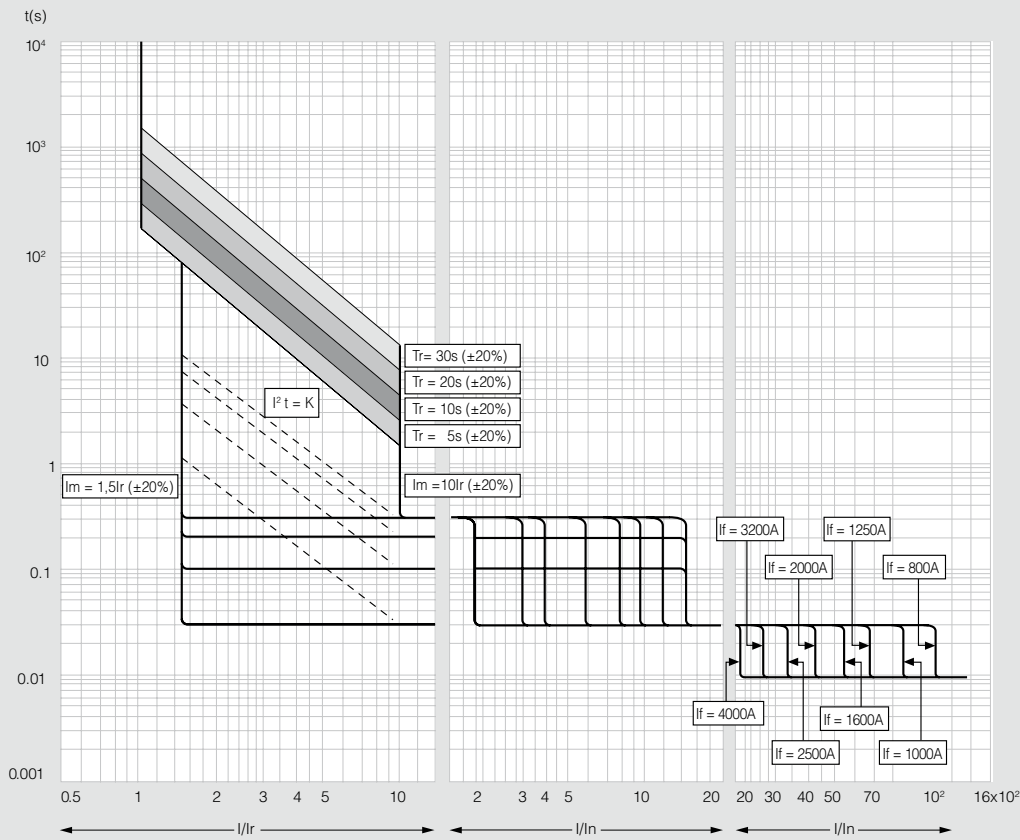 t(s)
10⁴
10³
10²
10
1
0.1
0.01
0.001
Tr= 30s (±20%)
Tr = 20s (±20%)
Tr = 10s (±20%)
Tr = 5s (±20%)
I² t = K
Im = 1,5Ir (±20%)
Im =10Ir (±20%)
If = 3200A
If = 1250A
If = 2000A
If = 800A
If = 4000A
If = 1600A
If = 2500A
If = 1000A
0.5 1 2 3 4 5 10
2 3 4 5 10 20
20 30 40 50 70 10² 16x10²
I/Ir
I/In
I/In